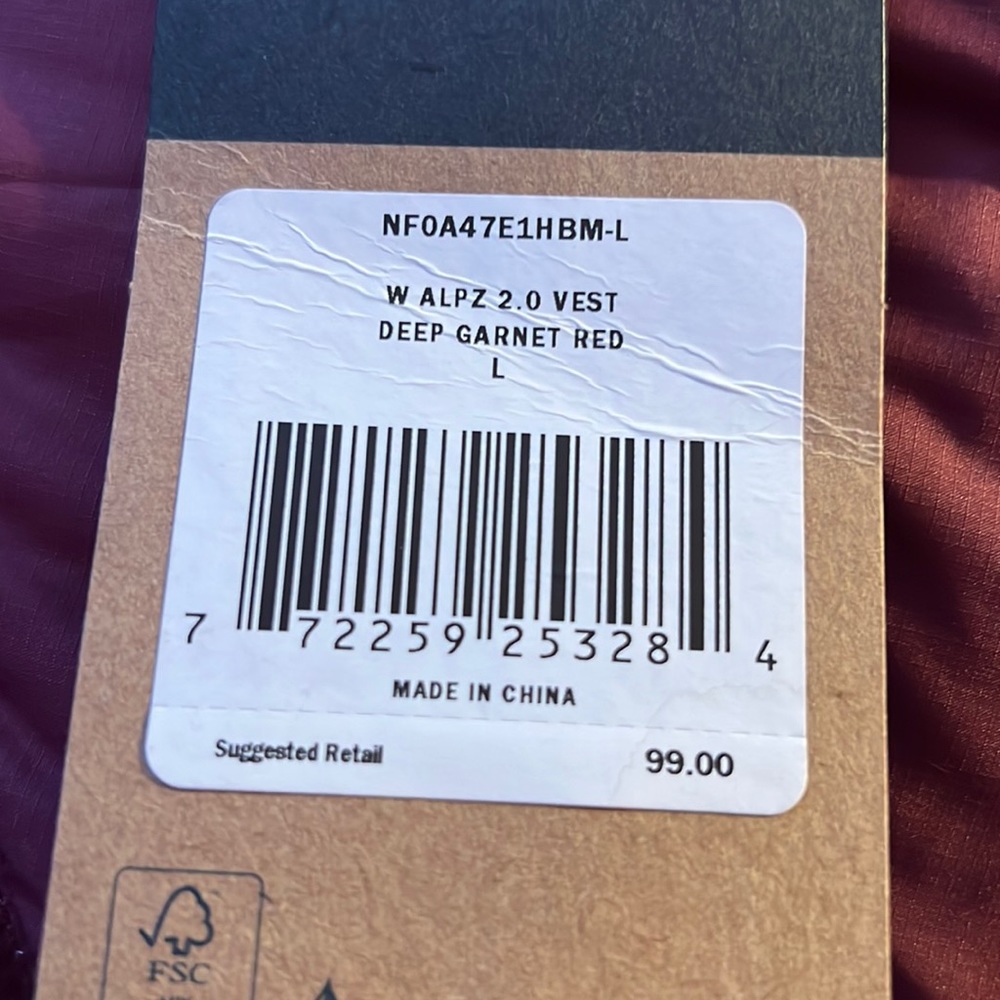 NF0A47E1HBM-L
W ALPZ 2.0 VEST
DEEP GARNET RED
L
7 72259 25328 4
MADE IN CHINA
Suggested Retail 99.00
FSC